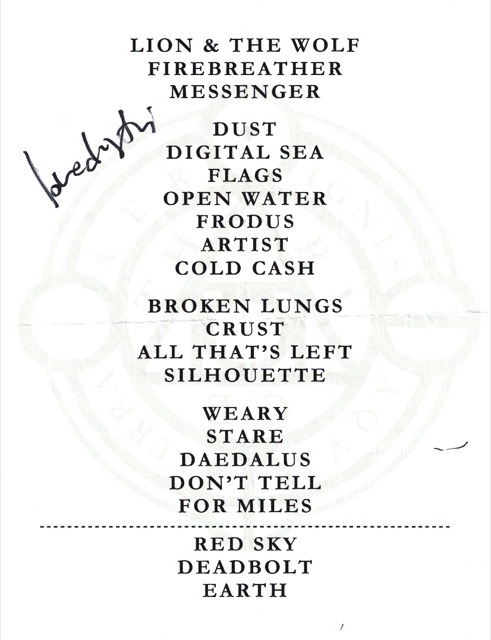 LION & THE WOLF
FIREBREATHER
MESSENGER
DUST
DIGITAL SEA
FLAGS
OPEN WATER
FRODUS
ARTIST
COLD CASH
BROKEN LUNGS
CRUST
ALL THAT'S LEFT
SILHOUETTE
WEARY
STARE
DAEDALUS
DON'T TELL
FOR MILES
RED SKY
DEADBOLT
EARTH